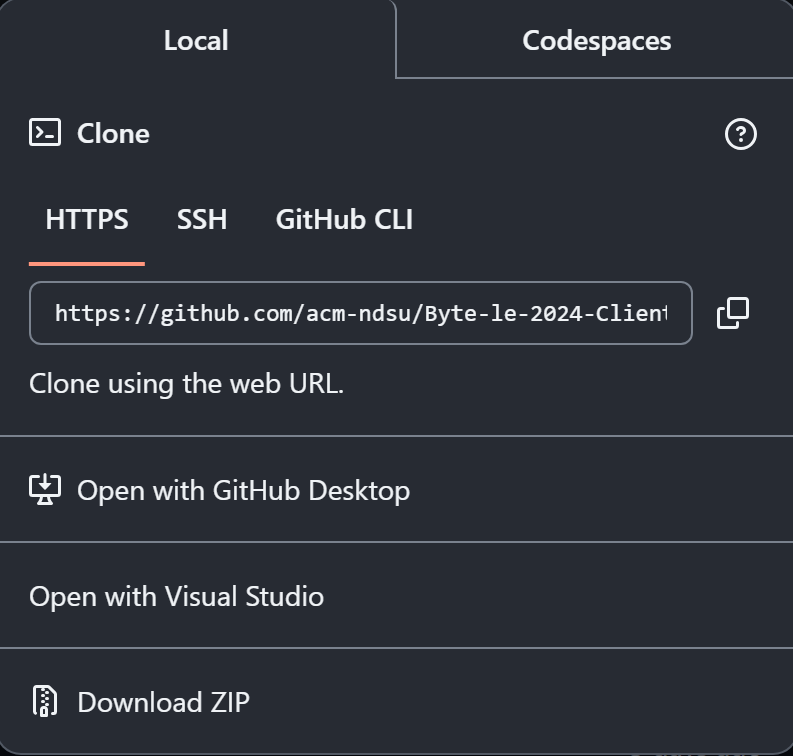 Local
Codespaces
Clone
HTTPS SSH GitHub CLI
https://github.com/acm-ndsu/Byte-le-2024-Client
Clone using the web URL.
Open with GitHub Desktop
Open with Visual Studio
Download ZIP